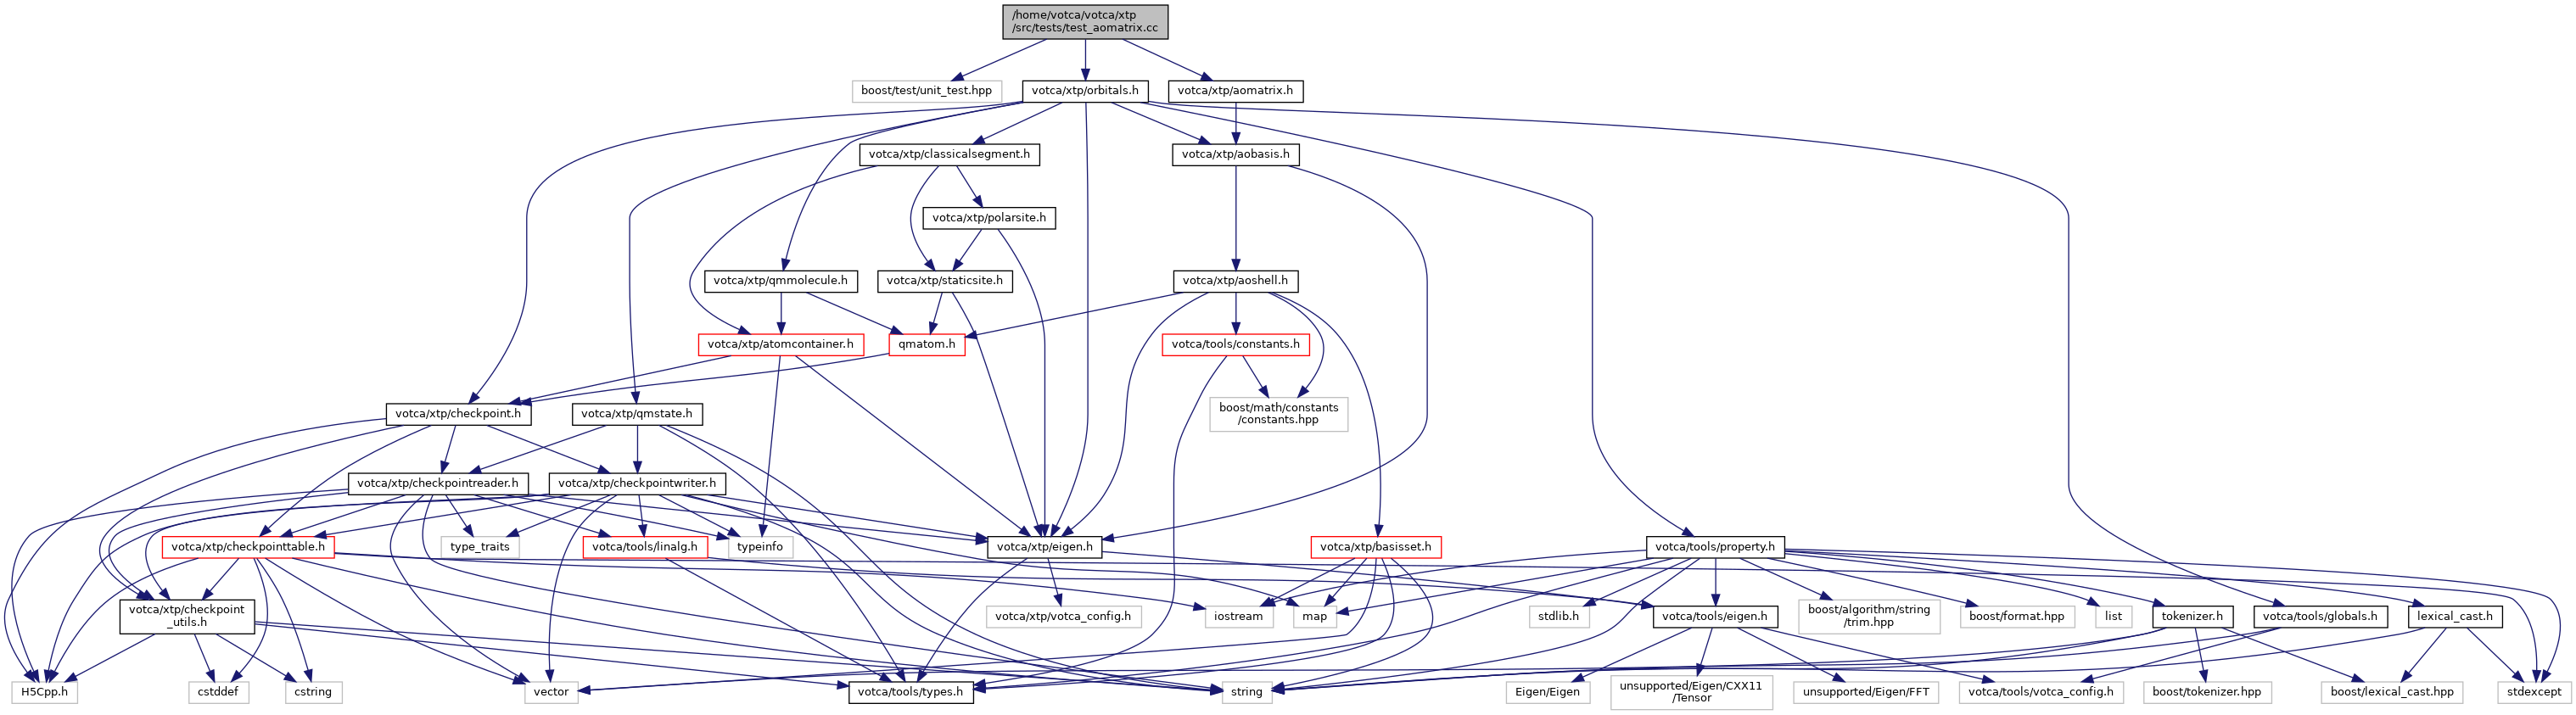 /home/votca/votca/xtp
/src/tests/test_aomatrix.cc
boost/test/unit_test.hpp
votca/xtp/orbitals.h
votca/xtp/aomatrix.h
votca/xtp/classicalsegment.h
votca/xtp/aobasis.h
votca/xtp/polarsite.h
votca/xtp/qmmolecule.h
votca/xtp/staticsite.h
votca/xtp/aoshell.h
votca/xtp/atomcontainer.h
qmatom.h
votca/tools/constants.h
votca/xtp/checkpoint.h
votca/xtp/qmstate.h
boost/math/constants
/constants.hpp
votca/xtp/checkpointreader.h
votca/xtp/checkpointwriter.h
votca/xtp/checkpointtable.h
type_traits
votca/tools/linalg.h
typeinfo
votca/xtp/eigen.h
votca/xtp/basisset.h
votca/tools/property.h
votca/xtp/checkpoint
_utils.h
votca/xtp/votca_config.h
iostream
map
stdlib.h
votca/tools/eigen.h
boost/algorithm/string
/trim.hpp
boost/format.hpp
list
tokenizer.h
votca/tools/globals.h
lexical_cast.h
H5Cpp.h
cstddef
cstring
vector
votca/tools/types.h
string
Eigen/Eigen
unsupported/Eigen/CXX11
/Tensor
unsupported/Eigen/FFT
votca/tools/votca_config.h
boost/tokenizer.hpp
boost/lexical_cast.hpp
stdexcept